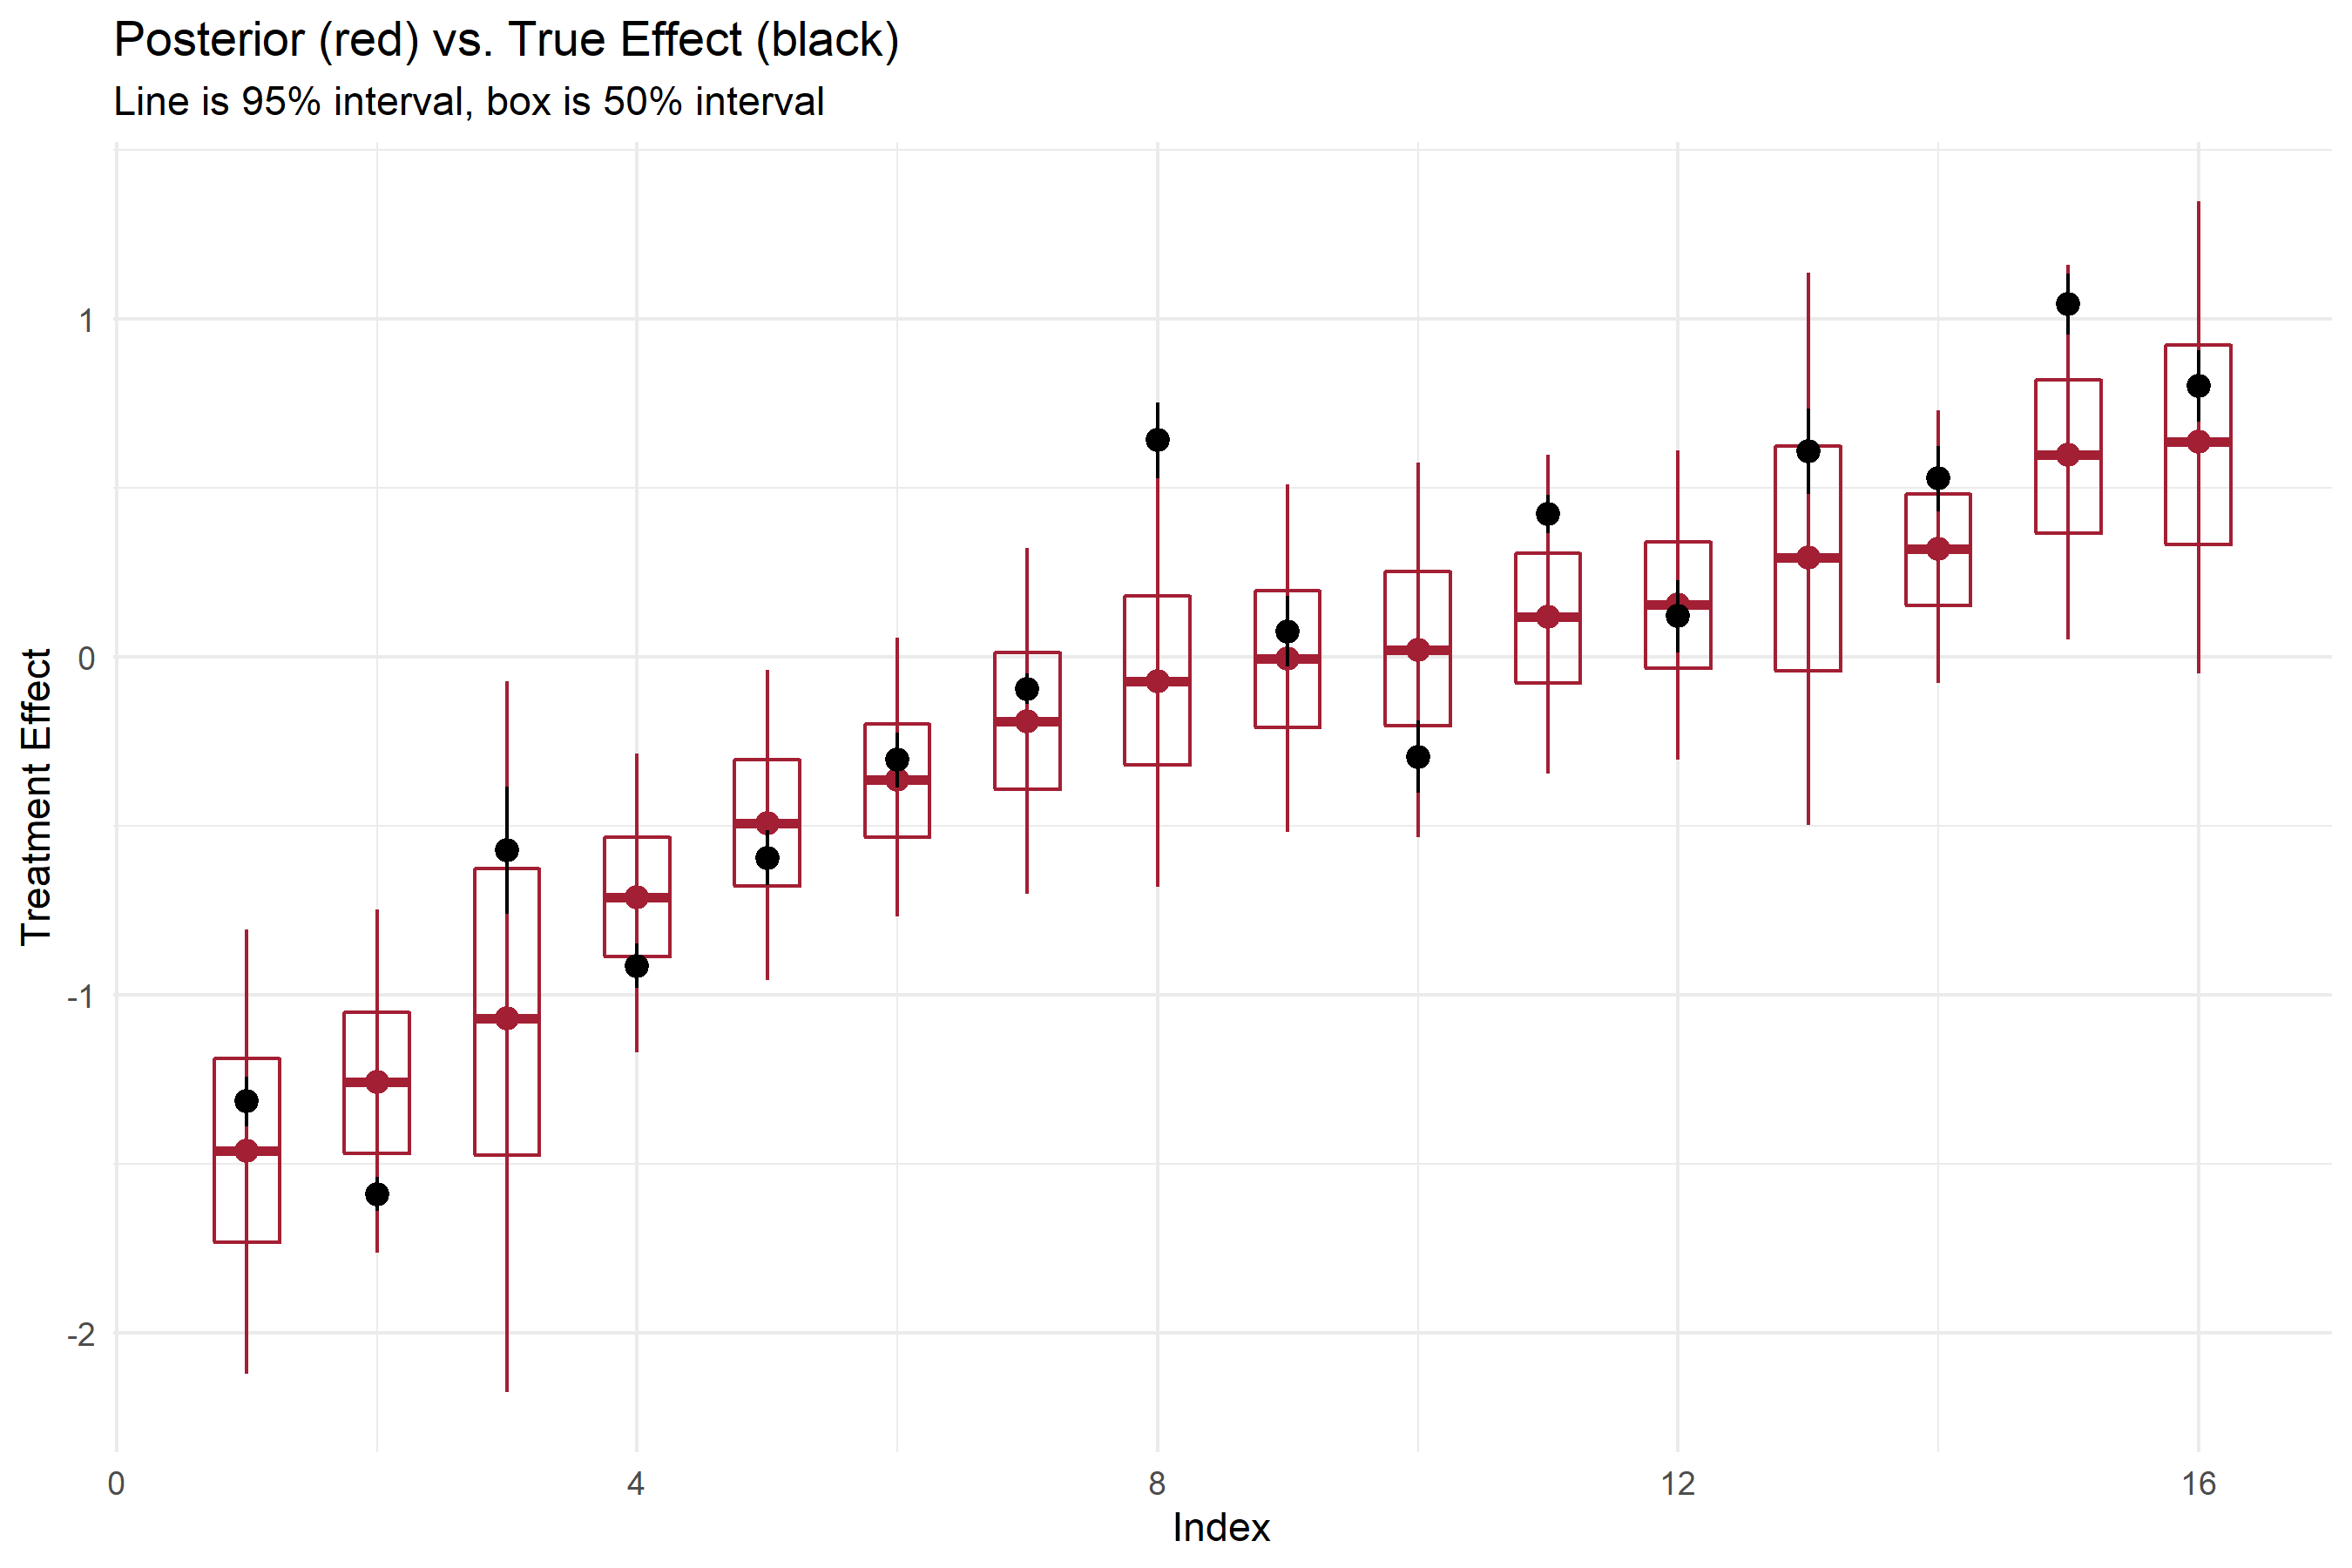 Posterior (red) vs. True Effect (black)
Line is 95% interval, box is 50% interval
Treatment Effect
1
0
-1
-2
0 4 8 12 16
Index